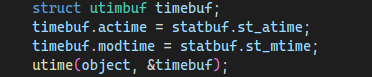 struct utimbuf timebuf;
timebuf.actime = statbuf.st_atime;
timebuf.modtime = statbuf.st_mtime;
utime(object, &timebuf);